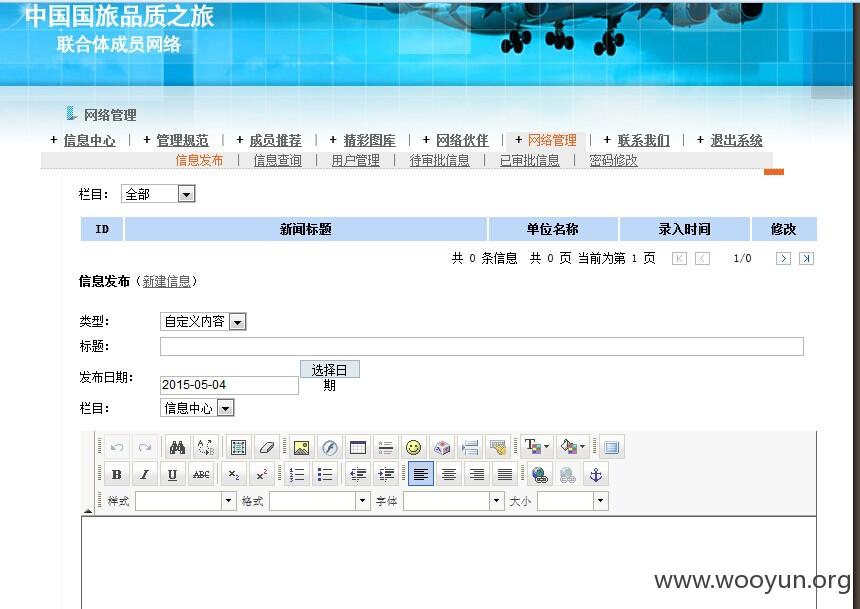 中国国旅品质之旅
联合体成员网络
网络管理
+ 信息中心 | + 管理规范 | + 成员推荐 | + 精彩图库 | + 网络伙伴 | + 网络管理 | + 联系我们 | + 退出系统
信息发布 | 信息查询 | 用户管理 | 待审批信息 | 已审批信息 | 密码修改
栏目： 全部
ID 新闻标题 单位名称 录入时间 修改
共 0 条信息 共 0 页 当前为第 1 页 1/0
信息发布（新建信息）
类型： 自定义内容
标题：
发布日期： 2015-05-04 选择日期
栏目： 信息中心
B I U ABC X₂ X²
样式 格式 字体 大小
www.wooyun.org